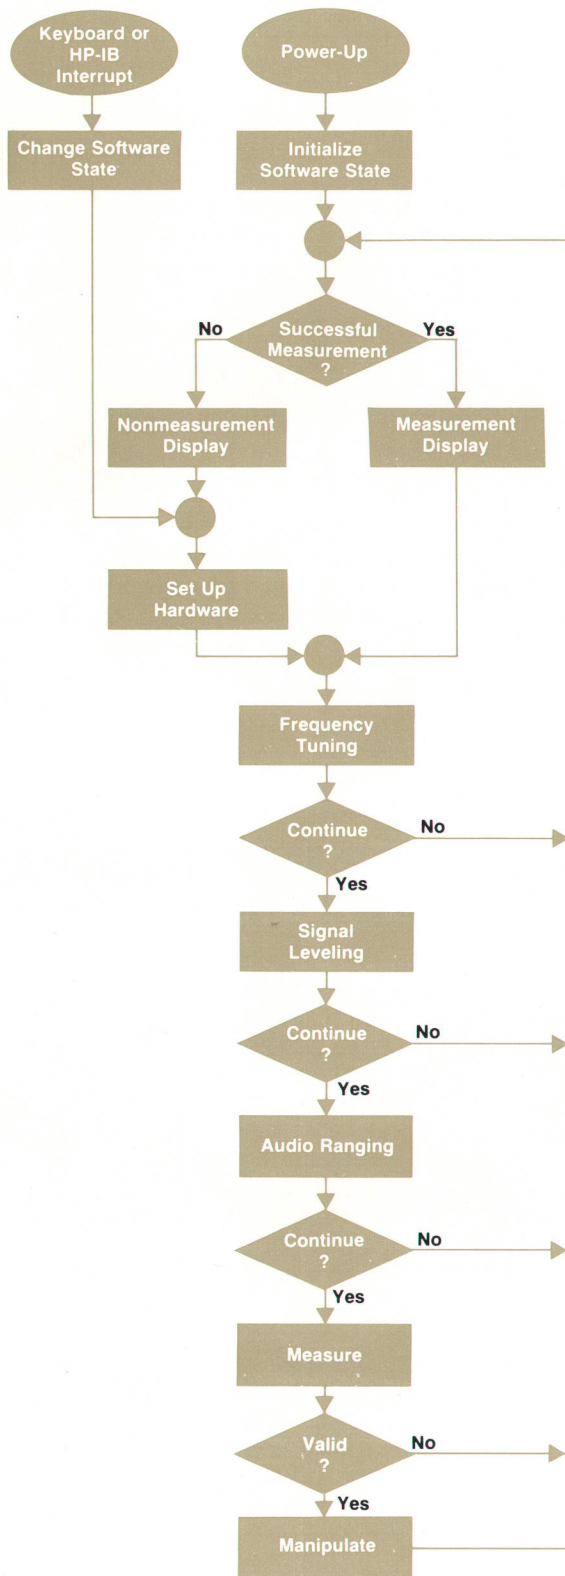 Keyboard or
HP-IB
Interrupt
Power-Up
Change Software
State
Initialize
Software State
No
Successful
Measurement
?
Yes
Nonmeasurement
Display
Measurement
Display
Set Up
Hardware
Frequency
Tuning
Continue
?
No
Yes
Signal
Leveling
Continue
?
No
Yes
Audio Ranging
Continue
?
No
Yes
Measure
Valid
?
No
Yes
Manipulate